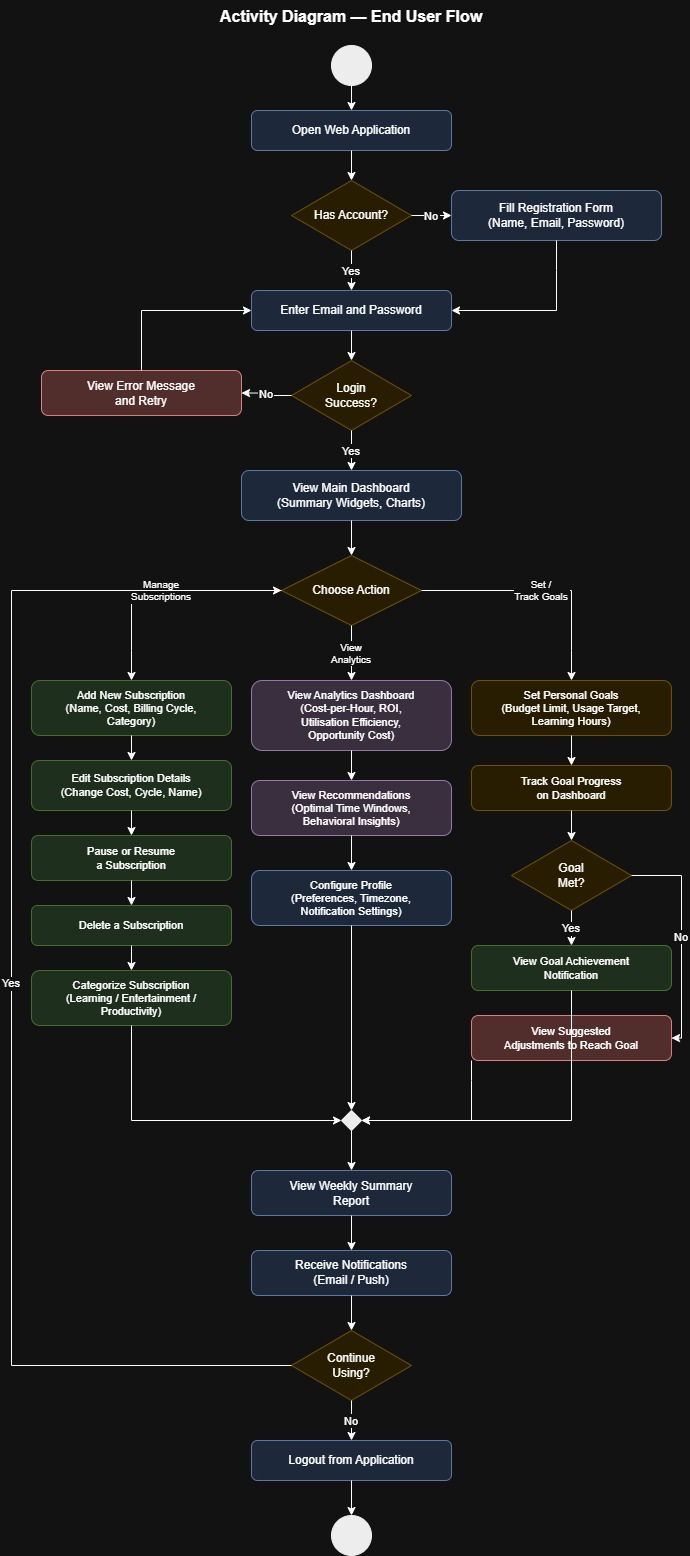 Activity Diagram — End User Flow
Open Web Application
Has Account?
No
Fill Registration Form
(Name, Email, Password)
Yes
Enter Email and Password
View Error Message
and Retry
No
Login
Success?
Yes
View Main Dashboard
(Summary Widgets, Charts)
Choose Action
Manage
Subscriptions
View
Analytics
Set /
Track Goals
Add New Subscription
(Name, Cost, Billing Cycle,
Category)
Edit Subscription Details
(Change Cost, Cycle, Name)
Pause or Resume
a Subscription
Delete a Subscription
Categorize Subscription
(Learning / Entertainment /
Productivity)
View Analytics Dashboard
(Cost-per-Hour, ROI,
Utilisation Efficiency,
Opportunity Cost)
View Recommendations
(Optimal Time Windows,
Behavioral Insights)
Configure Profile
(Preferences, Timezone,
Notification Settings)
Set Personal Goals
(Budget Limit, Usage Target,
Learning Hours)
Track Goal Progress
on Dashboard
Goal
Met?
Yes
No
View Goal Achievement
Notification
View Suggested
Adjustments to Reach Goal
Yes
View Weekly Summary
Report
Receive Notifications
(Email / Push)
Continue
Using?
No
Logout from Application